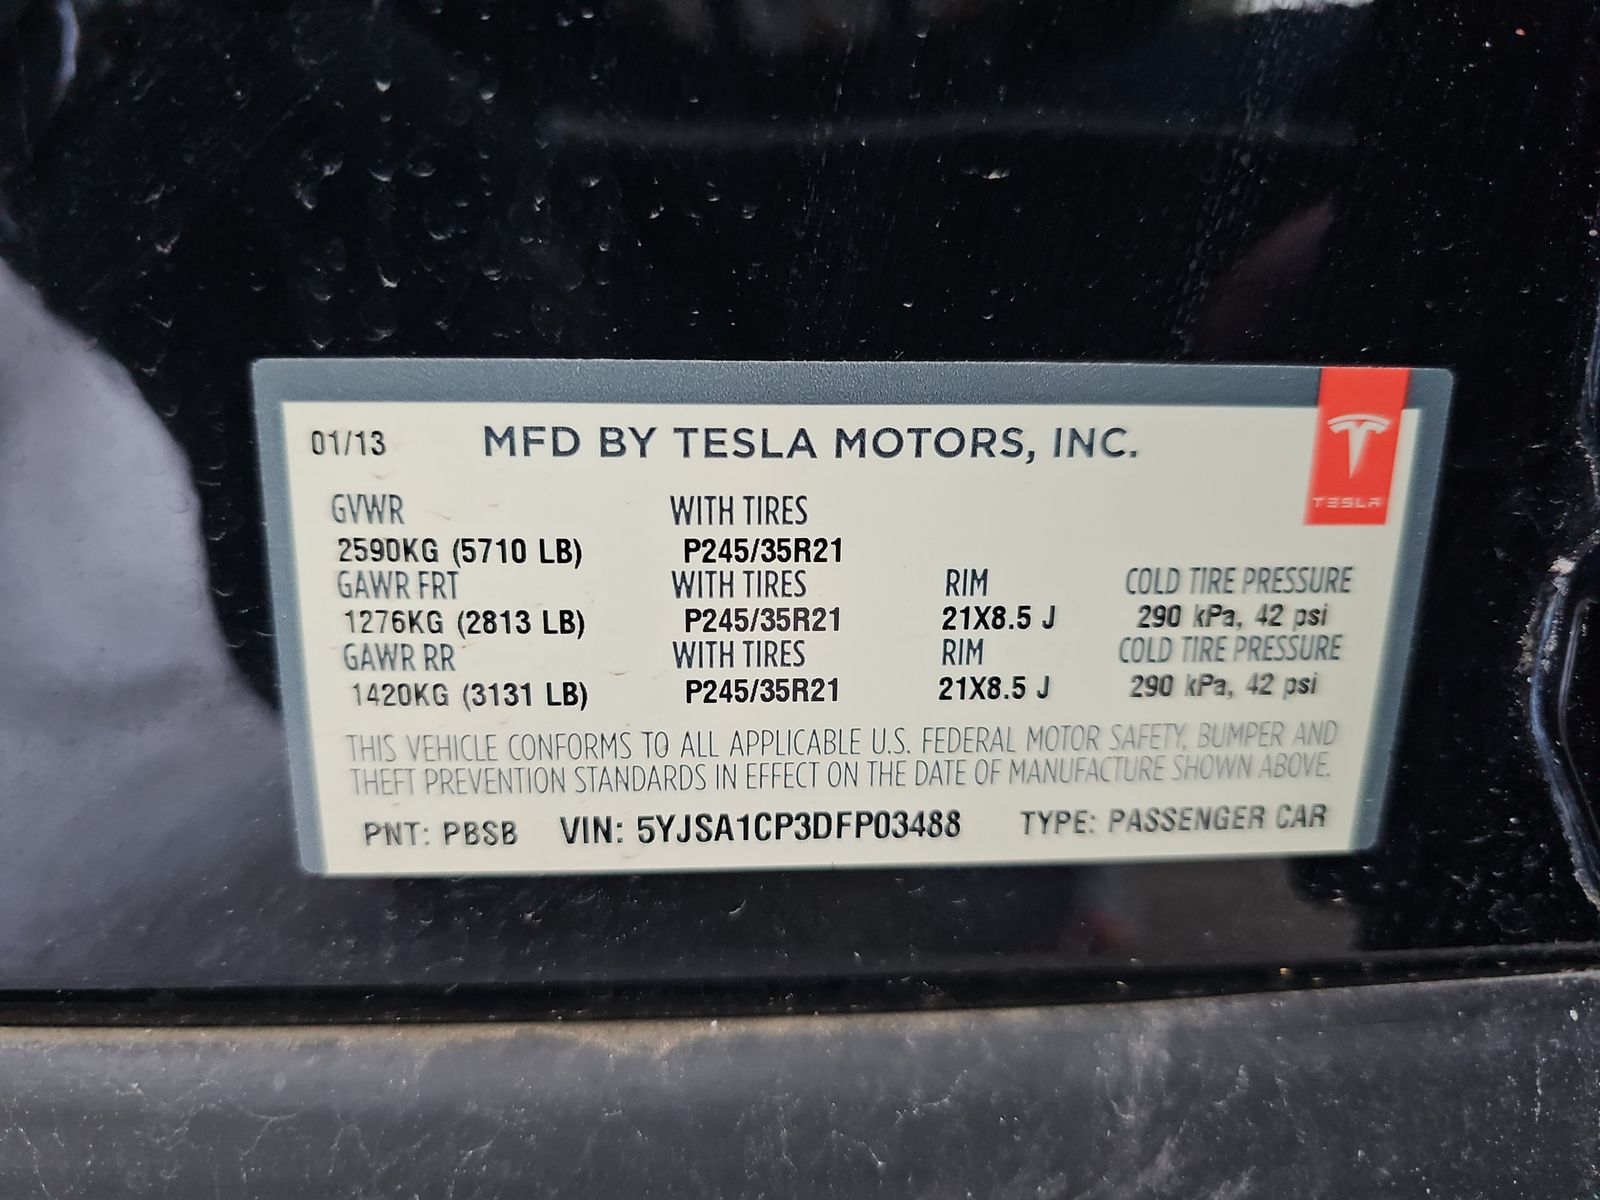 01/13 MFD BY TESLA MOTORS, INC.
TESLA
GVWR WITH TIRES
2590KG (5710 LB) P245/35R21
GAWR FRT WITH TIRES RIM COLD TIRE PRESSURE
1276KG (2813 LB) P245/35R21 21X8.5 J 290 kPa, 42 psi
GAWR RR WITH TIRES RIM COLD TIRE PRESSURE
1420KG (3131 LB) P245/35R21 21X8.5 J 290 kPa, 42 psi
THIS VEHICLE CONFORMS TO ALL APPLICABLE U.S. FEDERAL MOTOR SAFETY, BUMPER AND
THEFT PREVENTION STANDARDS IN EFFECT ON THE DATE OF MANUFACTURE SHOWN ABOVE.
PNT: PBSB VIN: 5YJSA1CP3DFP03488 TYPE: PASSENGER CAR